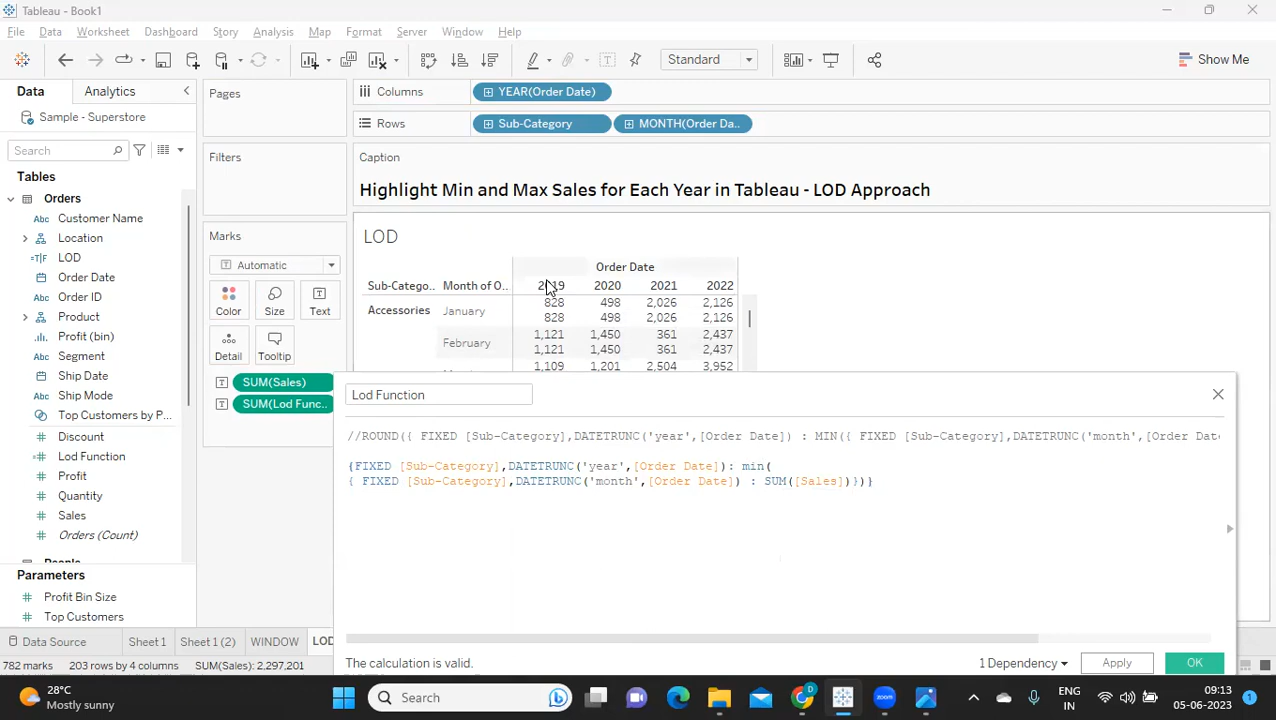 Tableau - Book1
File Data Worksheet Dashboard Story Analysis Map Format Server Window Help
Standard
Show Me
Data Analytics
Sample - Superstore
Search
Tables
Orders
Abc Customer Name
Location
=T|F LOD
Order Date
Abc Order ID
Product
Profit (bin)
Abc Segment
Ship Date
Abc Ship Mode
Top Customers by P...
Discount
Lod Function
Profit
Quantity
Sales
Orders (Count)
People
Parameters
Profit Bin Size
Top Customers
Pages
Filters
Marks
Automatic
Color Size Text
Detail Tooltip
SUM(Sales)
SUM(Lod Func..
Columns YEAR(Order Date)
Rows Sub-Category MONTH(Order Da..
Caption
Highlight Min and Max Sales for Each Year in Tableau - LOD Approach
LOD
Order Date
Sub-Catego.. Month of O.. 2019 2020 2021 2022
Accessories January 828 498 2,026 2,126
828 498 2,026 2,126
February 1,121 1,450 361 2,437
1,121 1,450 361 2,437
1,109 1,201 2,504 3,952
Lod Function
//ROUND({ FIXED [Sub-Category],DATETRUNC('year',[Order Date]) : MIN({ FIXED [Sub-Category],DATETRUNC('month',[Order Date
{FIXED [Sub-Category],DATETRUNC('year',[Order Date]): min(
{ FIXED [Sub-Category],DATETRUNC('month',[Order Date]) : SUM([Sales])})}
The calculation is valid.
1 Dependency Apply OK
Data Source Sheet 1 Sheet 1 (2) WINDOW LOD
782 marks 203 rows by 4 columns SUM(Sales): 2,297,201
28°C
Mostly sunny
Search
ENG
IN
09:13
05-06-2023
1